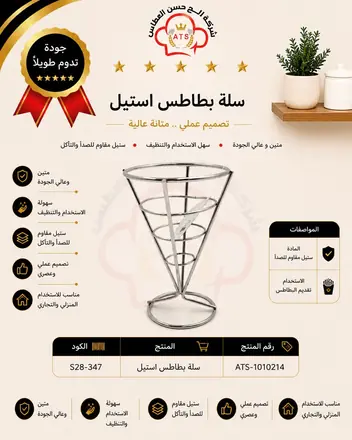 شركة الحج حسن العطاس
ATS
جودة
تدوم طويلاً
سلة بطاطس استيل
تصميم عملي .. متانة عالية
متين و عالي الجودة
سهل الاستخدام والتنظيف
ستيل مقاوم للصدأ والتآكل
متين
وعالي الجودة
سهولة
الاستخدام والتنظيف
ستيل مقاوم
للصدأ والتآكل
تصميم عملي
وعصري
مناسب للاستخدام
المنزلي والتجاري
المواصفات
المادة
ستيل مقاوم للصدأ
الاستخدام
تقديم البطاطس
رقم المنتج
المنتج
الكود
ATS-1010214
سلة بطاطس استيل
S28-347
مناسب للاستخدام
المنزلي والتجاري
تصميم عملي
وعصري
ستيل مقاوم
للصدأ والتآكل
سهولة
الاستخدام
والتنظيف
متين
وعالي الجودة